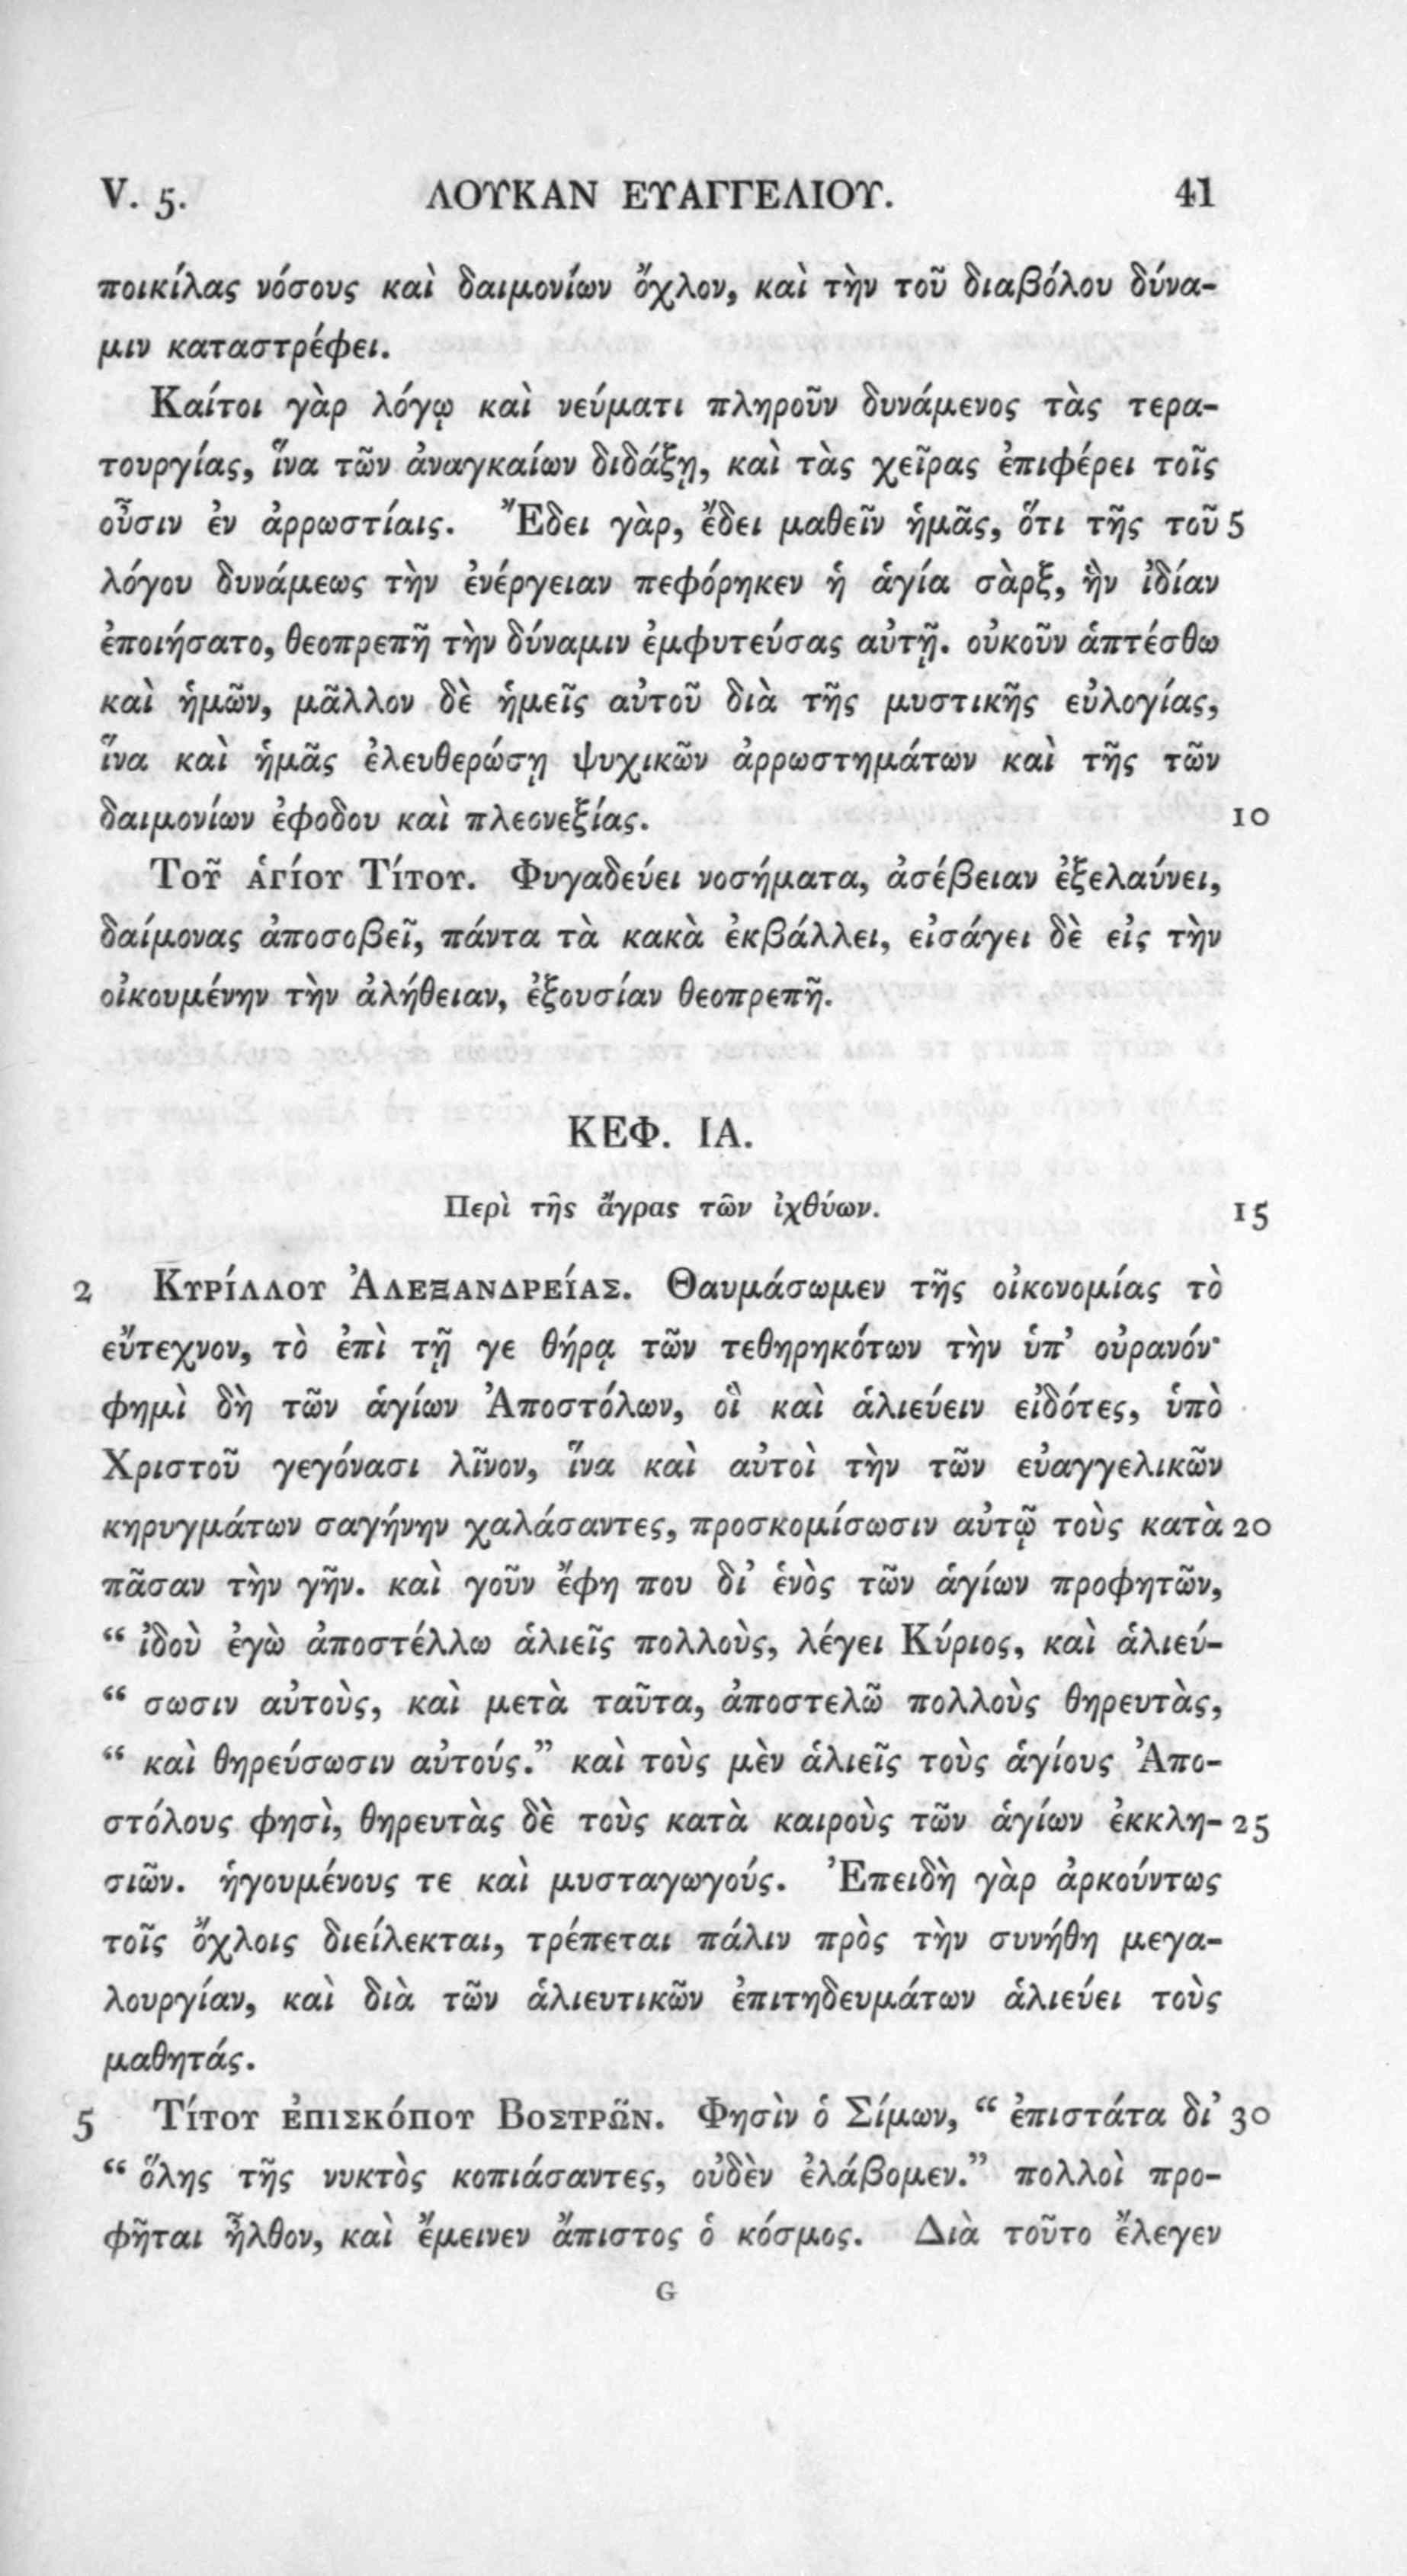 V. 5. ΛΟΥΚΑΝ ΕΥΑΓΓΕΛΙΟΥ. 41
ποικίλας νόσους καὶ δαιμονίων ὄχλον, καὶ τὴν τοῦ διαβόλου δύνα-
μιν καταστρέφει.
Καίτοι γὰρ λόγῳ καὶ νεύματι πληροῦν δυνάμενος τὰς τερα-
τουργίας, ἵνα τῶν ἀναγκαίων διδάξῃ, καὶ τὰς χεῖρας ἐπιφέρει τοῖς
οὖσιν ἐν ἀρρωστίαις. Ἔδει γὰρ, ἔδει μαθεῖν ἡμᾶς, ὅτι τῆς τοῦ 5
λόγου δυνάμεως τὴν ἐνέργειαν πεφόρηκεν ἡ ἁγία σὰρξ, ἣν ἰδίαν
ἐποιήσατο, θεοπρεπῆ τὴν δύναμιν ἐμφυτεύσας αὐτῇ. οὐκοῦν ἁπτέσθω
καὶ ἡμῶν, μᾶλλον δὲ ἡμεῖς αὐτοῦ διὰ τῆς μυστικῆς εὐλογίας,
ἵνα καὶ ἡμᾶς ἐλευθερώσῃ ψυχικῶν ἀρρωστημάτων καὶ τῆς τῶν
δαιμονίων ἐφόδου καὶ πλεονεξίας. 10
Τοῦ ἁγίου Τίτου. Φυγαδεύει νοσήματα, ἀσέβειαν ἐξελαύνει,
δαίμονας ἀποσοβεῖ, πάντα τὰ κακὰ ἐκβάλλει, εἰσάγει δὲ εἰς τὴν
οἰκουμένην τὴν ἀλήθειαν, ἐξουσίαν θεοπρεπῆ.
ΚΕΦ. ΙΑ.
Περὶ τῆς ἄγρας τῶν ἰχθύων. 15
2 Κυρίλλου Ἀλεξανδρείας. Θαυμάσωμεν τῆς οἰκονομίας τὸ
εὔτεχνον, τὸ ἐπὶ τῇ γε θήρᾳ τῶν τεθηρηκότων τὴν ὑπ’ οὐρανόν·
φημὶ δὴ τῶν ἁγίων Ἀποστόλων, οἳ καὶ ἁλιεύειν εἰδότες, ὑπὸ
Χριστοῦ γεγόνασι λῖνον, ἵνα καὶ αὐτοὶ τὴν τῶν εὐαγγελικῶν
κηρυγμάτων σαγήνην χαλάσαντες, προσκομίσωσιν αὐτῷ τοὺς κατὰ 20
πᾶσαν τὴν γῆν. καὶ γοῦν ἔφη που δι’ ἑνὸς τῶν ἁγίων προφητῶν,
“ ἰδοὺ ἐγὼ ἀποστέλλω ἁλιεῖς πολλοὺς, λέγει Κύριος, καὶ ἁλιεύ-
“ σωσιν αὐτοὺς, καὶ μετὰ ταῦτα, ἀποστελῶ πολλοὺς θηρευτὰς,
“ καὶ θηρεύσωσιν αὐτούς.” καὶ τοὺς μὲν ἁλιεῖς τοὺς ἁγίους Ἀπο-
στόλους φησὶ, θηρευτὰς δὲ τοὺς κατὰ καιροὺς τῶν ἁγίων ἐκκλη- 25
σιῶν. ἡγουμένους τε καὶ μυσταγωγούς. Ἐπειδὴ γὰρ ἀρκούντως
τοῖς ὄχλοις διείλεκται, τρέπεται πάλιν πρὸς τὴν συνήθη μεγα-
λουργίαν, καὶ διὰ τῶν ἁλιευτικῶν ἐπιτηδευμάτων ἁλιεύει τοὺς
μαθητάς.
5 Τίτου ἐπισκόπου Βοστρῶν. Φησὶν ὁ Σίμων, “ ἐπιστάτα δι’ 30
“ ὅλης τῆς νυκτὸς κοπιάσαντες, οὐδὲν ἐλάβομεν.” πολλοὶ προ-
φῆται ἦλθον, καὶ ἔμεινεν ἄπιστος ὁ κόσμος. Διὰ τοῦτο ἔλεγεν
G